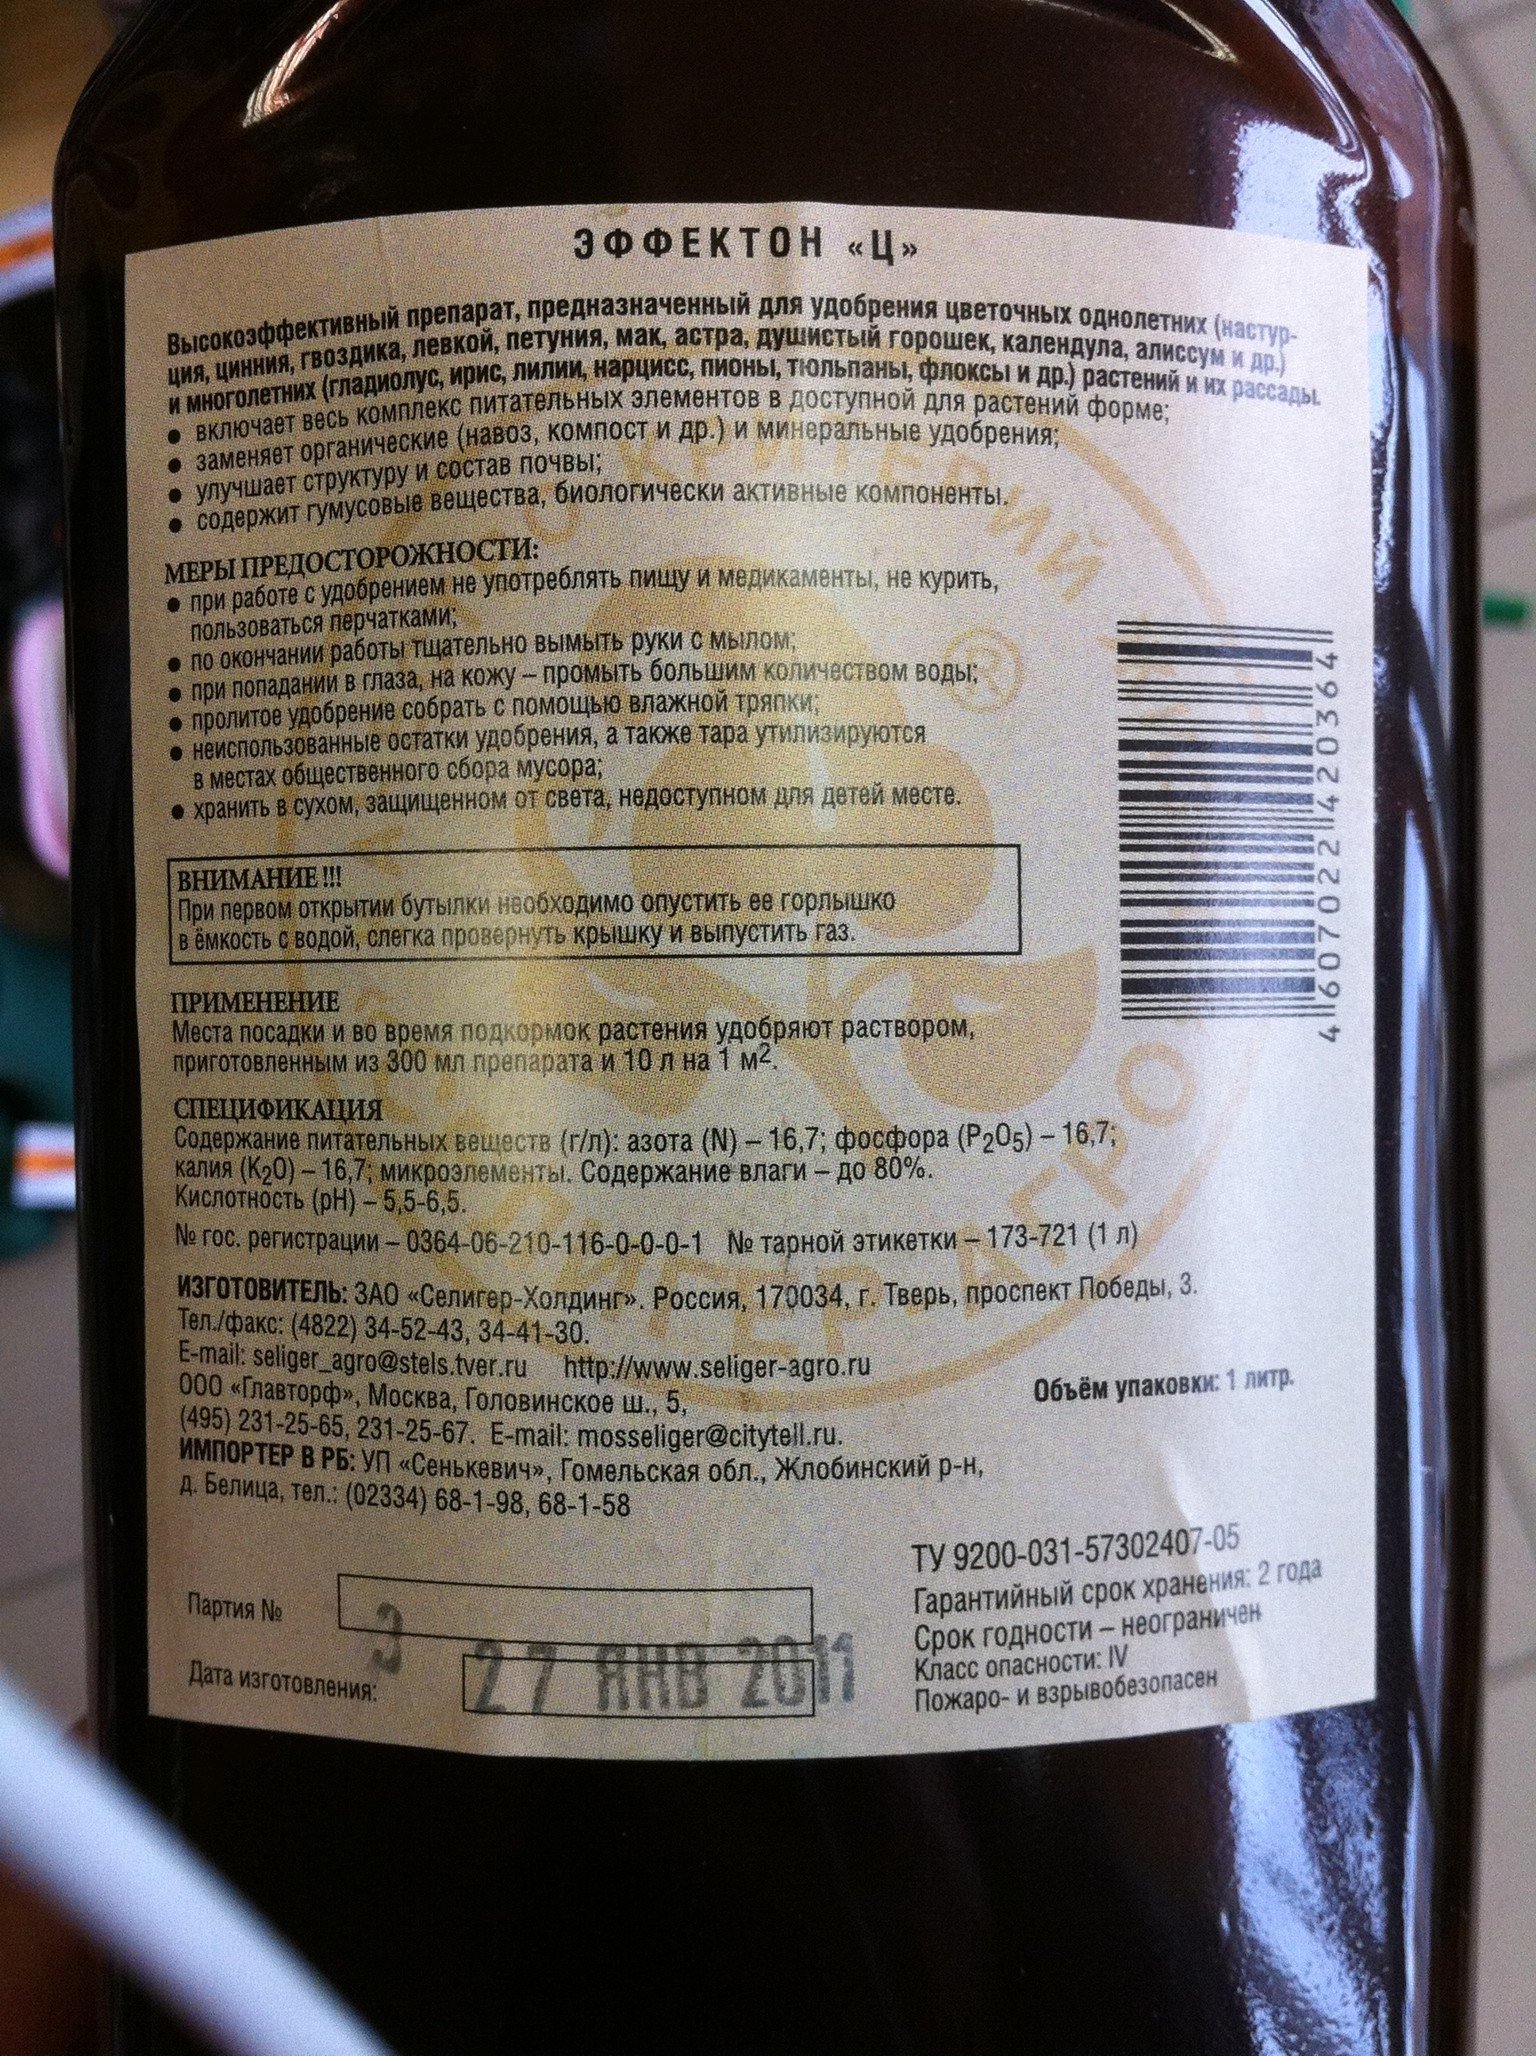 ЭФФЕКТОН «Ц»
Высокоэффективный препарат, предназначенный для удобрения цветочных однолетних (настур-
ция, цинния, гвоздика, левкой, петуния, мак, астра, душистый горошек, календула, алиссум и др.)
и многолетних (гладиолус, ирис, лилии, нарцисс, пионы, тюльпаны, флоксы и др.) растений и их рассады.
• включает весь комплекс питательных элементов в доступной для растений форме;
• заменяет органические (навоз, компост и др.) и минеральные удобрения;
• улучшает структуру и состав почвы;
• содержит гумусовые вещества, биологически активные компоненты.
МЕРЫ ПРЕДОСТОРОЖНОСТИ:
• при работе с удобрением не употреблять пищу и медикаменты, не курить,
пользоваться перчатками;
• по окончании работы тщательно вымыть руки с мылом;
• при попадании в глаза, на кожу – промыть большим количеством воды;
• пролитое удобрение собрать с помощью влажной тряпки;
• неиспользованные остатки удобрения, а также тара утилизируются
в местах общественного сбора мусора;
• хранить в сухом, защищенном от света, недоступном для детей месте.
ВНИМАНИЕ!!!
При первом открытии бутылки необходимо опустить ее горлышко
в ёмкость с водой, слегка провернуть крышку и выпустить газ.
4 607022 420364
ПРИМЕНЕНИЕ
Места посадки и во время подкормок растения удобряют раствором,
приготовленным из 300 мл препарата и 10 л на 1 м².
СПЕЦИФИКАЦИЯ
Содержание питательных веществ (г/л): азота (N) – 16,7; фосфора (P₂O₅) – 16,7;
калия (K₂O) – 16,7; микроэлементы. Содержание влаги – до 80%.
Кислотность (pH) – 5,5-6,5.
№ гос. регистрации – 0364-06-210-116-0-0-0-1 № тарной этикетки – 173-721 (1 л)
ИЗГОТОВИТЕЛЬ: ЗАО «Селигер-Холдинг». Россия, 170034, г. Тверь, проспект Победы, 3.
Тел./факс: (4822) 34-52-43, 34-41-30.
E-mail: seliger_agro@stels.tver.ru http://www.seliger-agro.ru
ООО «Главторф», Москва, Головинское ш., 5,
(495) 231-25-65, 231-25-67. E-mail: mosseliger@citytell.ru.
ИМПОРТЕР В РБ: УП «Сенькевич», Гомельская обл., Жлобинский р-н,
д. Белица, тел.: (02334) 68-1-98, 68-1-58
Объём упаковки: 1 литр.
Партия № 3
Дата изготовления: 27 ЯНВ 2011
ТУ 9200-031-57302407-05
Гарантийный срок хранения: 2 года
Срок годности – неограничен
Класс опасности: IV
Пожаро- и взрывобезопасен
КРИТЕРИЙ
®
СЕЛИГЕР АГРО